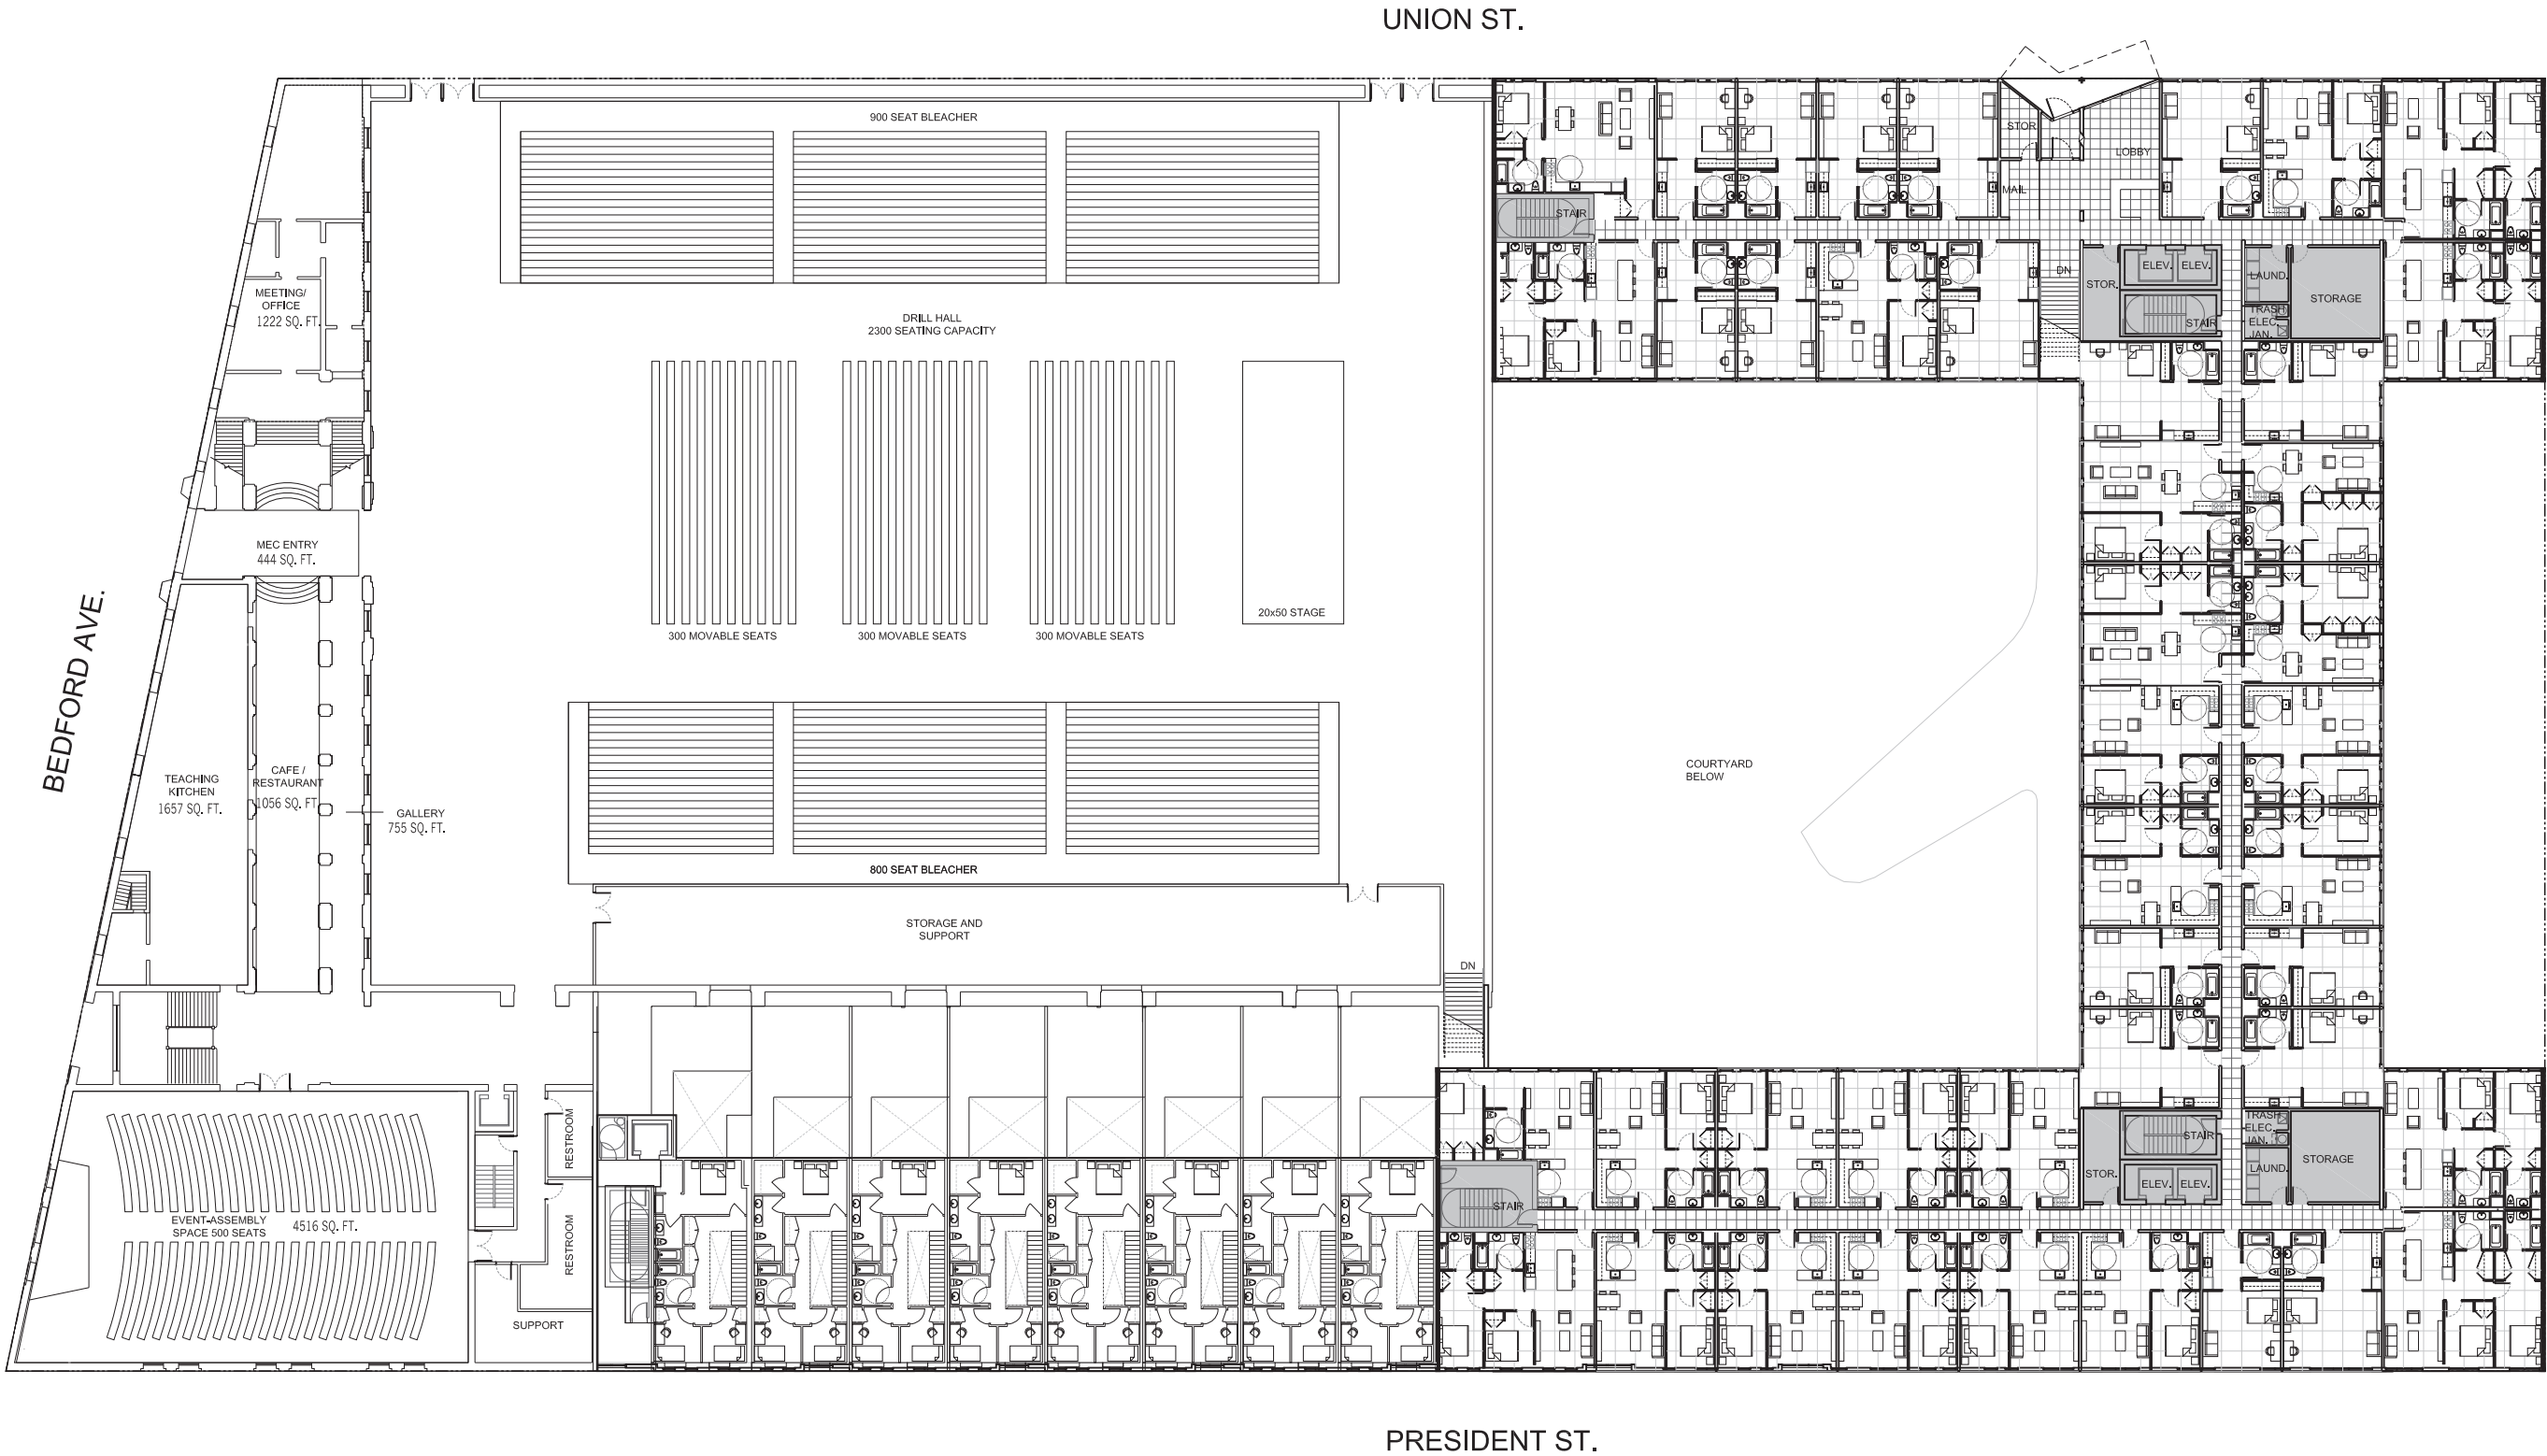 UNION ST.
900 SEAT BLEACHER
STOR.
LOBBY
MAIL
STAIR
DN
STOR.
ELEV.
ELEV.
STAIR
LAUND.
TRASH
ELEC.
JAN.
STORAGE
MEETING/
OFFICE
1222 SQ. FT.
DRILL HALL
2300 SEATING CAPACITY
MEC ENTRY
444 SQ. FT.
300 MOVABLE SEATS
300 MOVABLE SEATS
300 MOVABLE SEATS
20x50 STAGE
BEDFORD AVE.
TEACHING
KITCHEN
1657 SQ. FT.
CAFE /
RESTAURANT
1056 SQ. FT.
GALLERY
755 SQ. FT.
COURTYARD
BELOW
800 SEAT BLEACHER
STORAGE AND
SUPPORT
DN
EVENT-ASSEMBLY
SPACE 500 SEATS
4516 SQ. FT.
RESTROOM
RESTROOM
SUPPORT
STAIR
STOR.
STAIR
ELEV.
ELEV.
TRASH
ELEC.
JAN.
LAUND.
STORAGE
PRESIDENT ST.